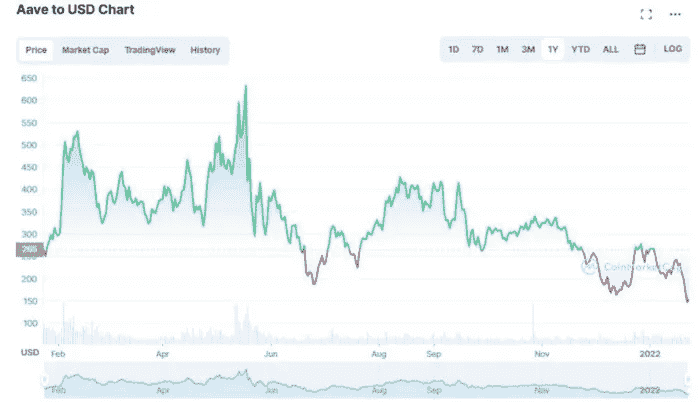 Aave to USD Chart
Price Market Cap TradingView History
1D 7D 1M 3M 1Y YTD ALL LOG
650
600
550
500
450
400
350
300
265
250
200
150
100
CoinMarketCap
USD Feb Apr Jun Aug Sep Nov 2022
Feb Apr Jun Aug Sep Nov 2022